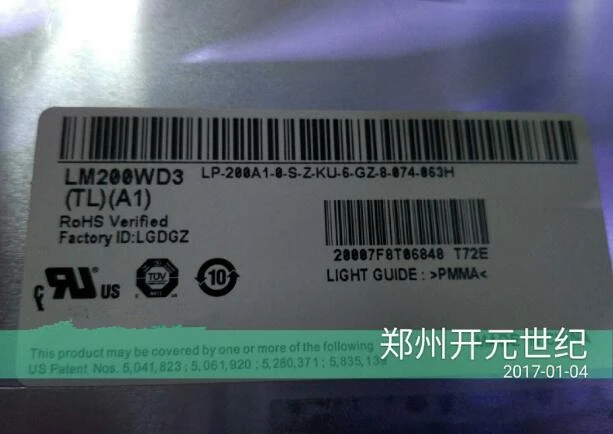 LM200WD3
(TL)(A1)
LP-200A1-0-S-Z-KU-6-GZ-8-074-063H
RoHS Verified
Factory ID:LGDGZ
20007F8T06848 T72E
LIGHT GUIDE : >PMMA<
c RU US
TÜV
10
This product may be covered by one or more of the following
US Patent Nos. 5,041,823 ; 5,061,920 ; 5,280,371 ; 5,835,139
郑州开元世纪
2017-01-04